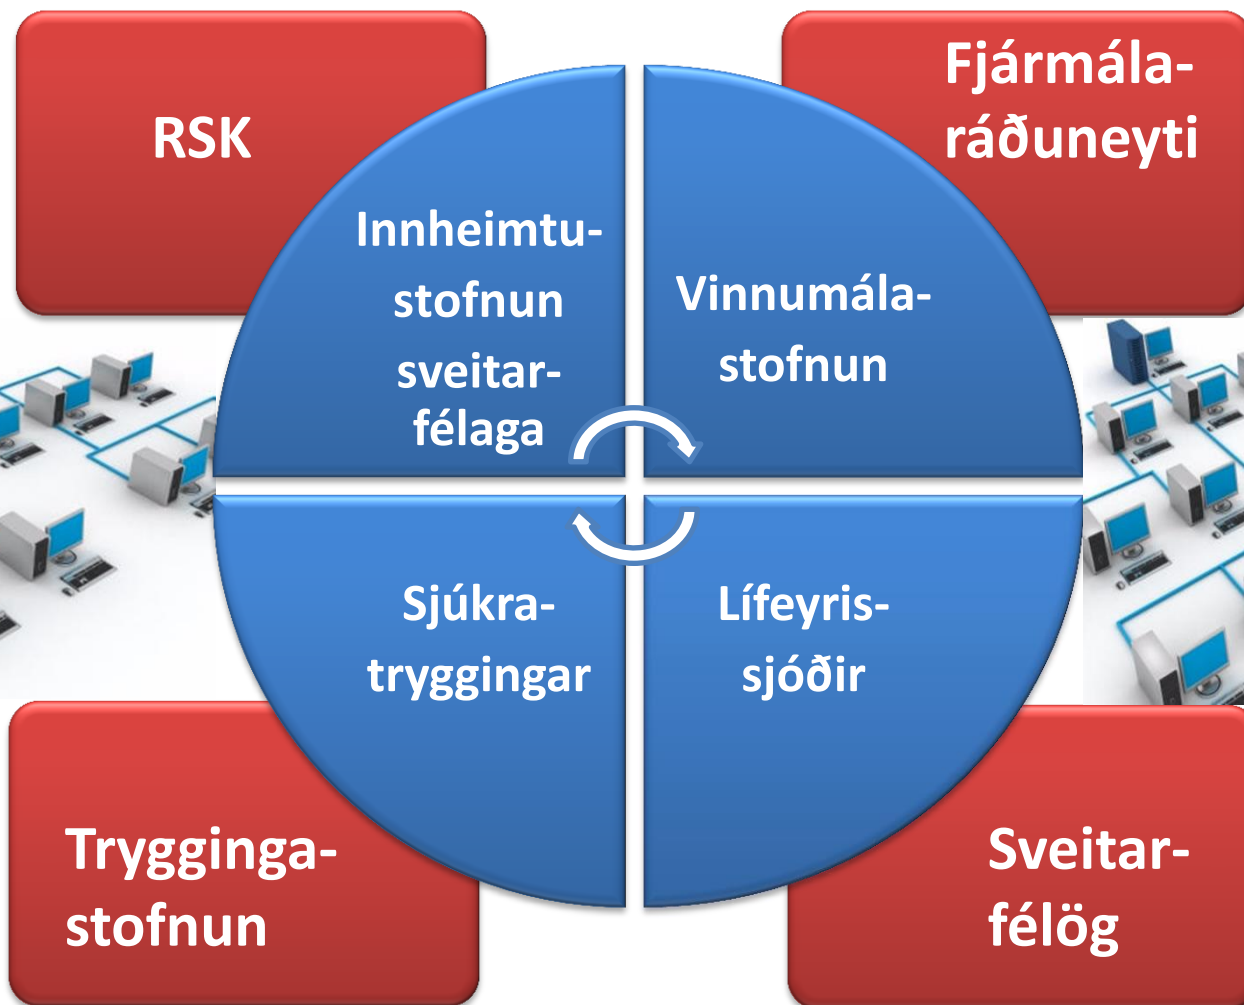 RSK
Fjármála-
ráðuneyti
Innheimtu-
stofnun
sveitar-
félaga
Vinnumála-
stofnun
Sjúkra-
tryggingar
Lífeyris-
sjóðir
Trygginga-
stofnun
Sveitar-
félög